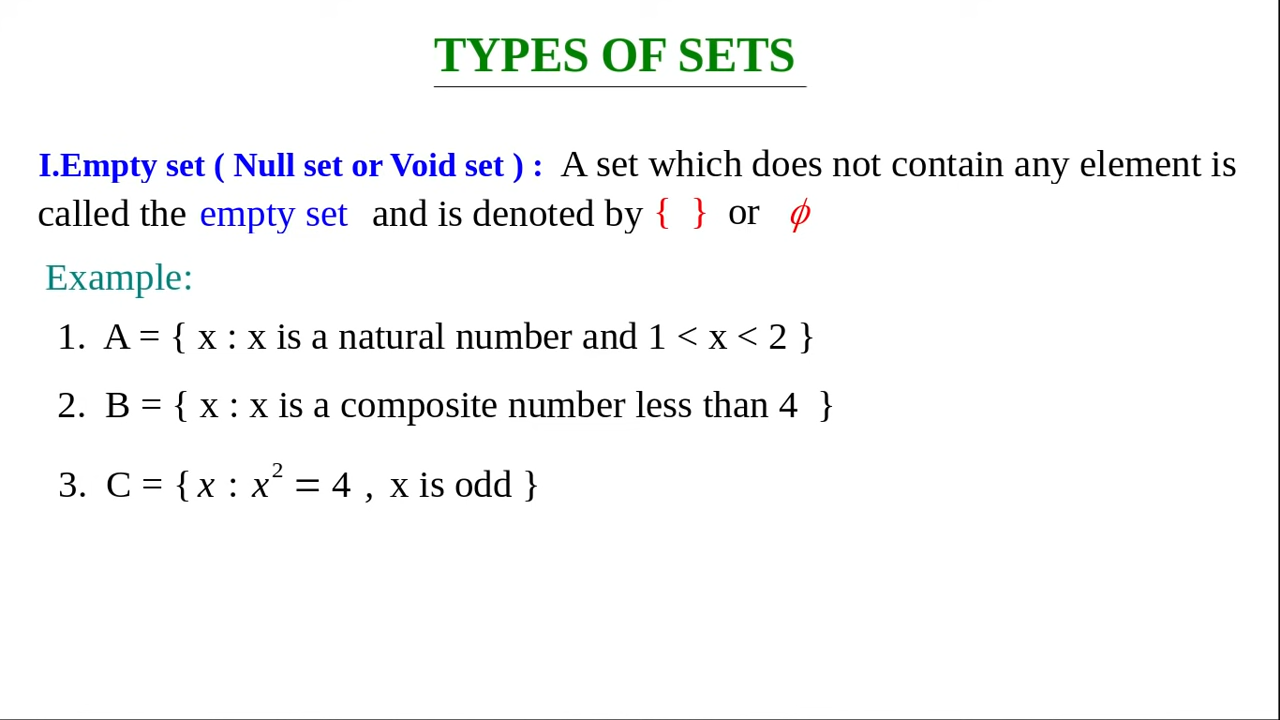 TYPES OF SETS
I.Empty set ( Null set or Void set ) : A set which does not contain any element is
called the empty set and is denoted by { } or ϕ
Example:
1. A = { x : x is a natural number and 1 < x < 2 }
2. B = { x : x is a composite number less than 4 }
3. C = { x : x² = 4 , x is odd }